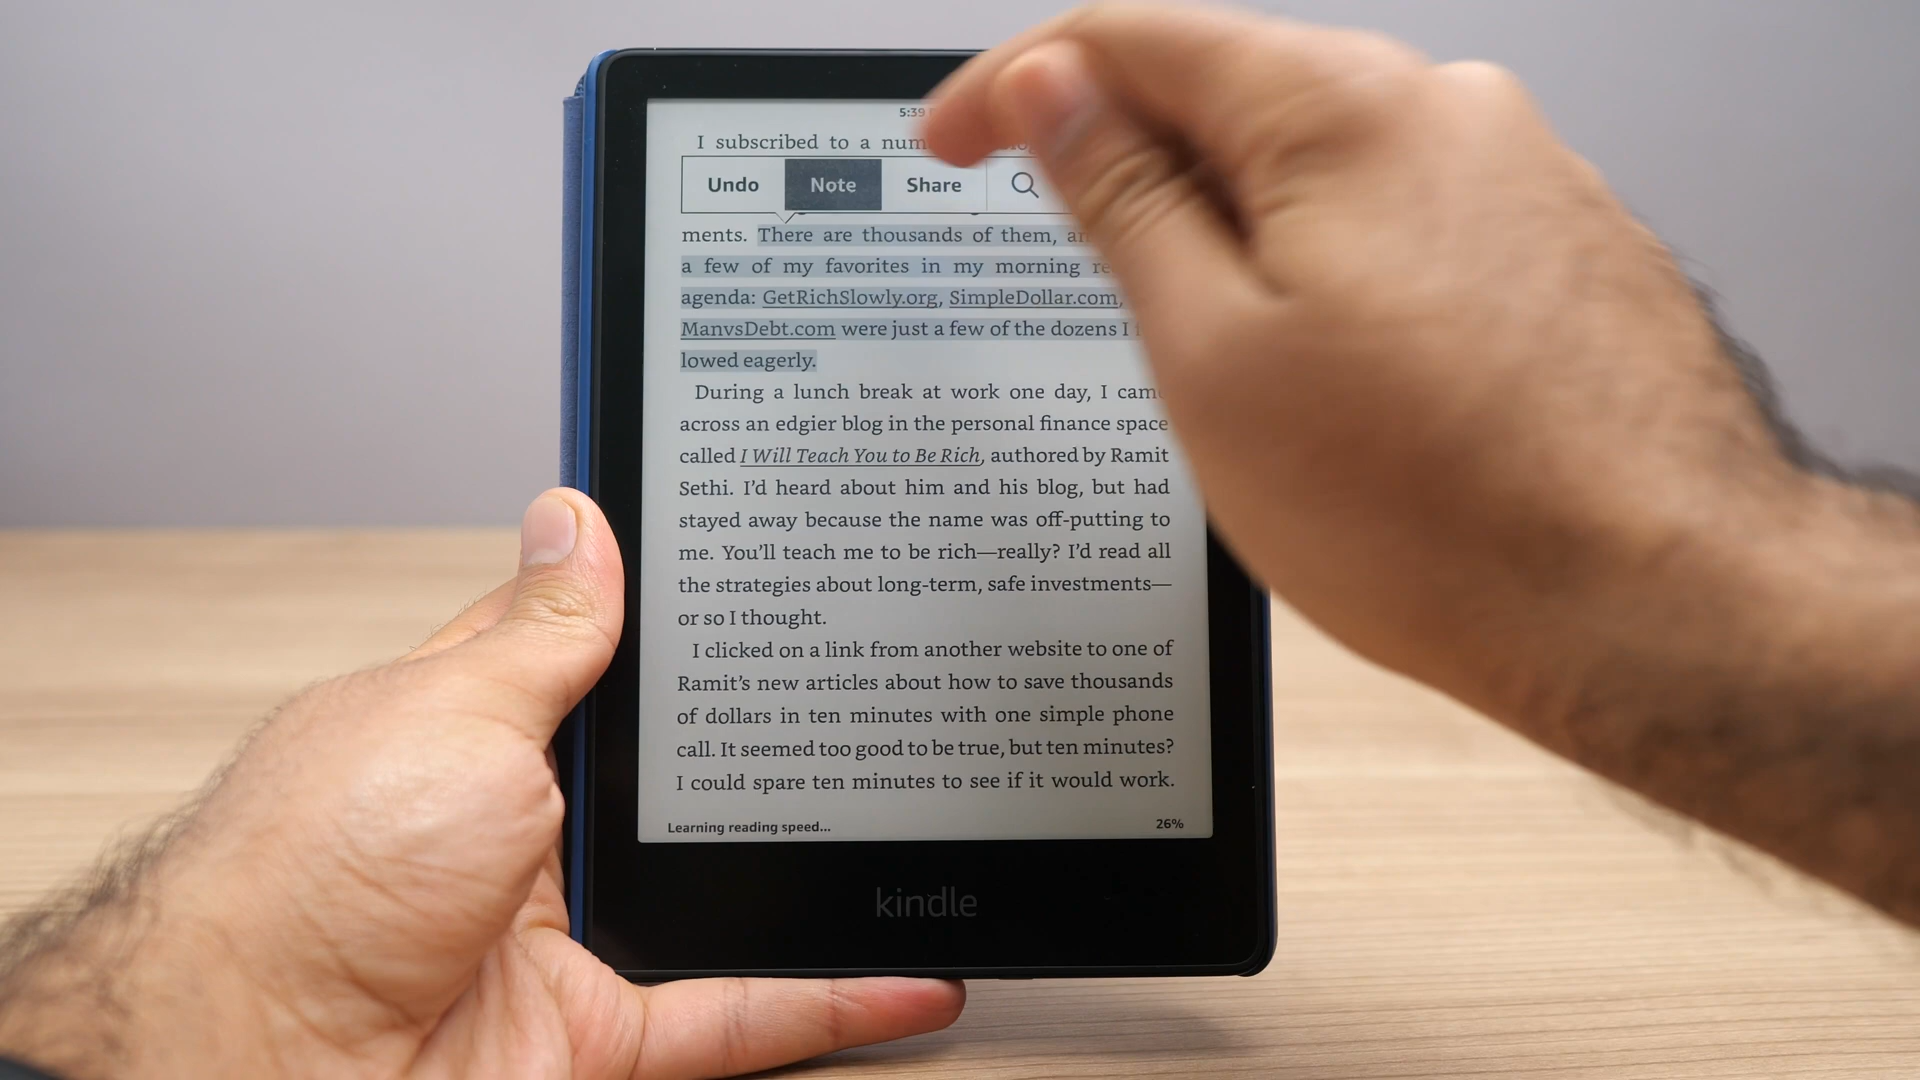 5:39
I subscribed to a
Undo Note Share
ments. There are thousands of them,
a few of my favorites in my morning
agenda: GetRichSlowly.org, SimpleDollar.com,
ManvsDebt.com were just a few of the dozens I
lowed eagerly.
During a lunch break at work one day, I came
across an edgier blog in the personal finance space
called I Will Teach You to Be Rich, authored by Ramit
Sethi. I’d heard about him and his blog, but had
stayed away because the name was off-putting to
me. You’ll teach me to be rich—really? I’d read all
the strategies about long-term, safe investments—
or so I thought.
I clicked on a link from another website to one of
Ramit’s new articles about how to save thousands
of dollars in ten minutes with one simple phone
call. It seemed too good to be true, but ten minutes?
I could spare ten minutes to see if it would work.
Learning reading speed... 26%
kindle